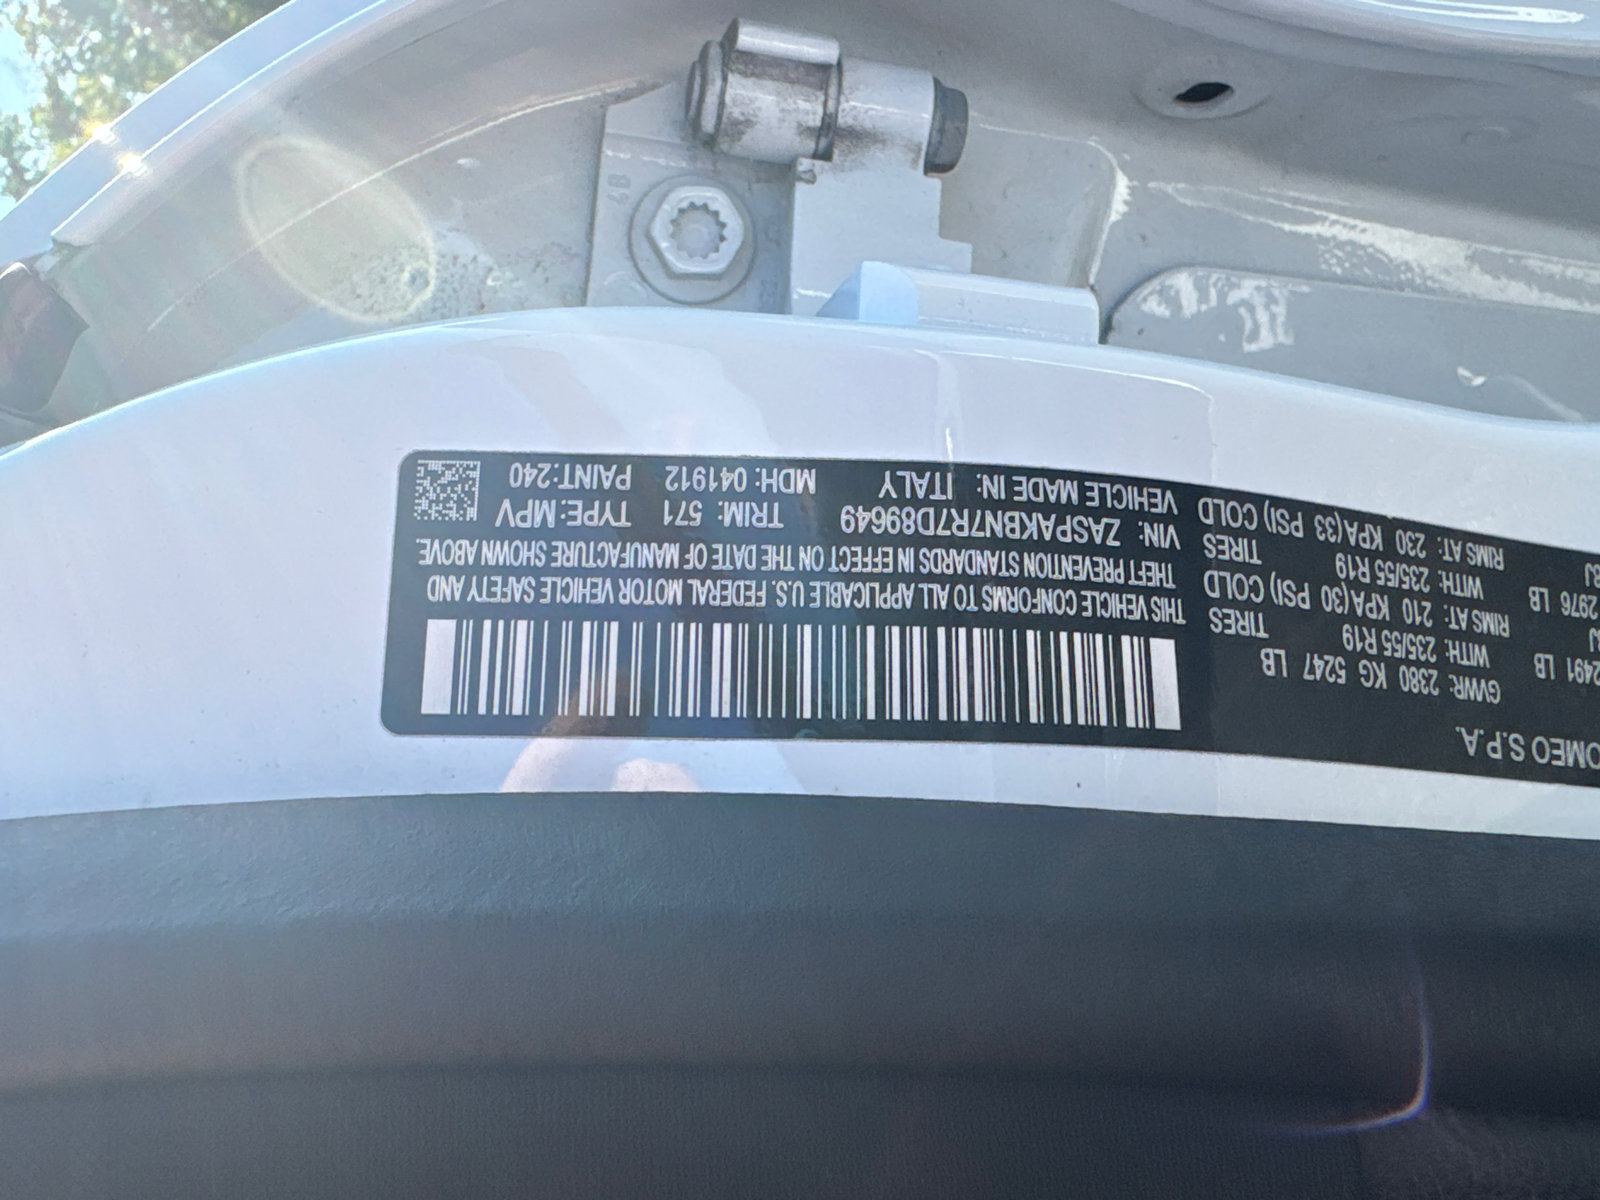 OMEO S.P.A.
GVWR: 2380 KG 5247 LB
2491 LB WITH: 235/55 R19 TIRES
RIMS AT: 210 KPA(30 PSI) COLD
2976 LB WITH: 235/55 R19 TIRES
8J RIMS AT: 230 KPA(33 PSI) COLD
THIS VEHICLE CONFORMS TO ALL APPLICABLE U.S. FEDERAL MOTOR VEHICLE SAFETY AND
THEFT PREVENTION STANDARDS IN EFFECT ON THE DATE OF MANUFACTURE SHOWN ABOVE.
VIN: ZASPAKBN7R7D89649 TRIM: 571 TYPE: MPV
VEHICLE MADE IN: ITALY MDH: 041912 PAINT:240